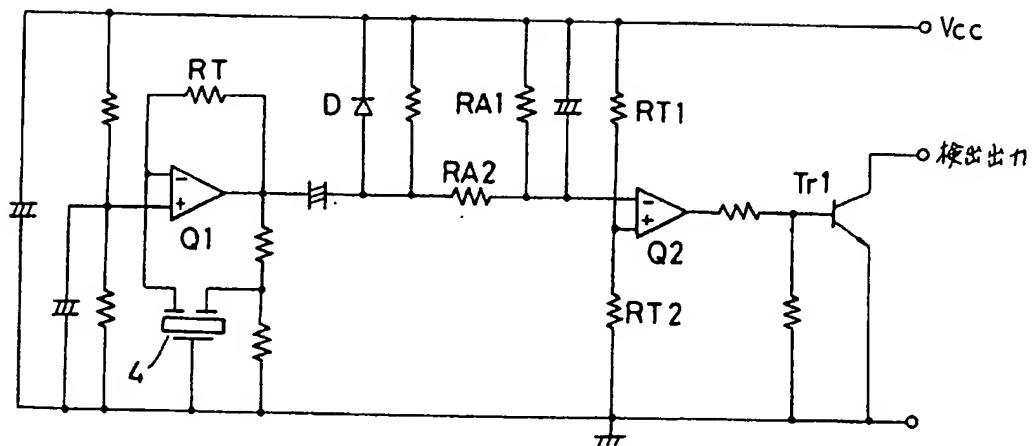 Vcc
RT
D
RA1
RT1
検出出力
RA2
Tr1
Q1
Q2
RT2
4